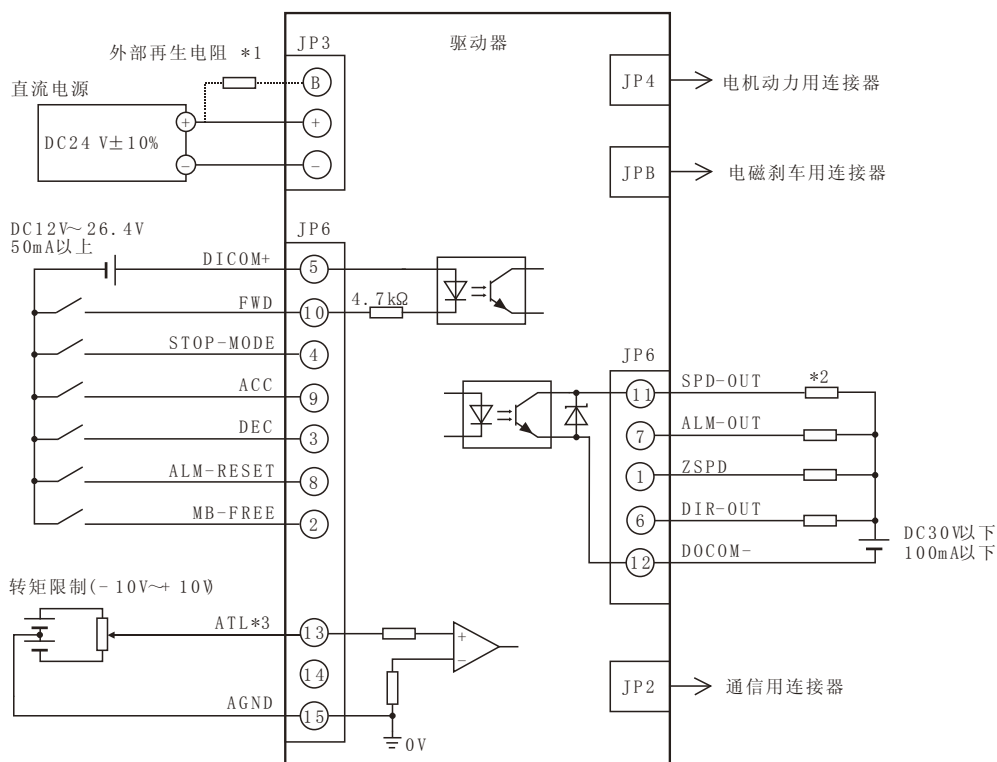 驱动器
JP3
外部再生电阻 *1
直流电源
B
+
+
DC24 V±10%
-
-
JP4
电机动力用连接器
JPB
电磁刹车用连接器
DC12V~26.4V
50mA以上
JP6
DICOM+
5
FWD
10
4.7kΩ
STOP-MODE
4
ACC
9
DEC
3
ALM-RESET
8
MB-FREE
2
JP6
11
SPD-OUT
*2
7
ALM-OUT
1
ZSPD
6
DIR-OUT
12
DOCOM-
DC30V以下
100mA以下
转矩限制(-10V~+10V)
ATL*3
13
+
-
14
AGND
15
0V
JP2
通信用连接器